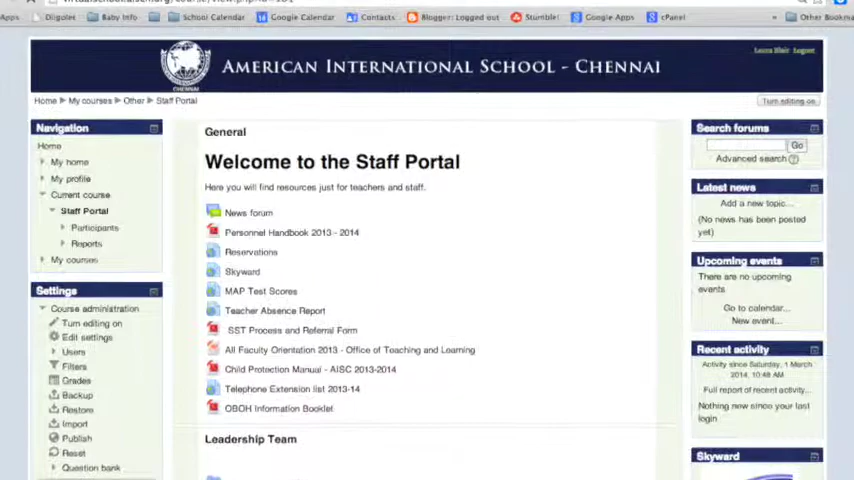 Apps Diigolet Baby Info School Calendar Google Calendar Contacts Blogger: Logged out Stumble! Google Apps cPanel » Other Bookma
AMERICAN INTERNATIONAL SCHOOL - CHENNAI
CHENNAI
Laura Blair Logout
Home ▶ My courses ▶ Other ▶ Staff Portal
Turn editing on
Navigation
Home
My home
My profile
Current course
Staff Portal
Participants
Reports
My courses
Settings
Course administration
Turn editing on
Edit settings
Users
Filters
Grades
Backup
Restore
Import
Publish
Reset
Question bank
General
Welcome to the Staff Portal
Here you will find resources just for teachers and staff.
News forum
Personnel Handbook 2013 - 2014
Reservations
Skyward
MAP Test Scores
Teacher Absence Report
SST Process and Referral Form
All Faculty Orientation 2013 - Office of Teaching and Learning
Child Protection Manual - AISC 2013-2014
Telephone Extension list 2013-14
OBOH Information Booklet
Leadership Team
Search forums
Go
Advanced search ?
Latest news
Add a new topic...
(No news has been posted
yet)
Upcoming events
There are no upcoming
events
Go to calendar...
New event...
Recent activity
Activity since Saturday, 1 March
2014, 10:48 AM
Full report of recent activity...
Nothing new since your last
login
Skyward